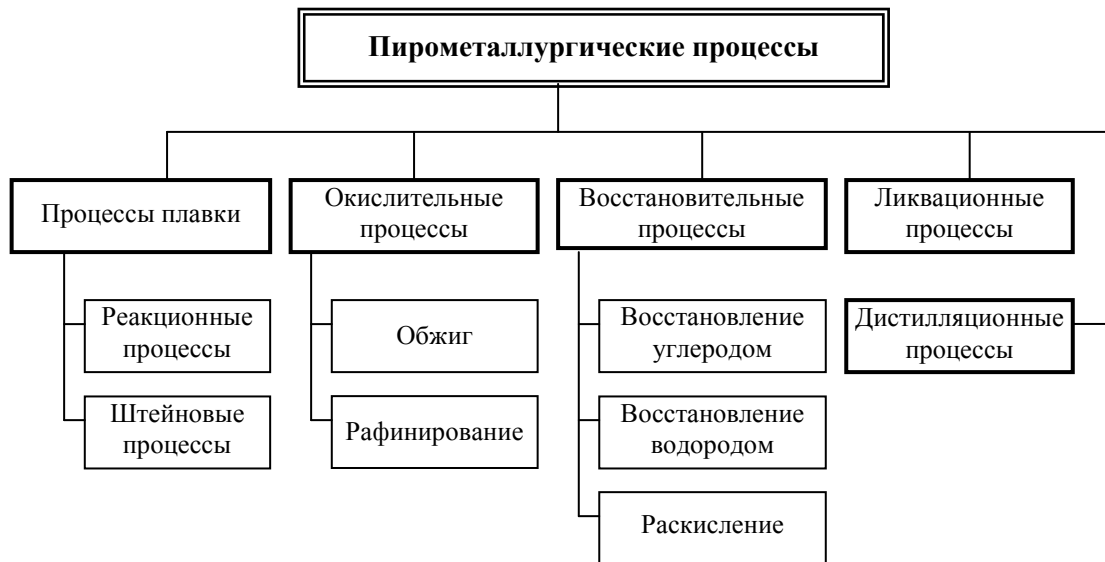 Пирометаллургические процессы
Процессы плавки
Окислительные
процессы
Восстановительные
процессы
Ликвационные
процессы
Реакционные
процессы
Обжиг
Восстановление
углеродом
Дистилляционные
процессы
Штейновые
процессы
Рафинирование
Восстановление
водородом
Раскисление